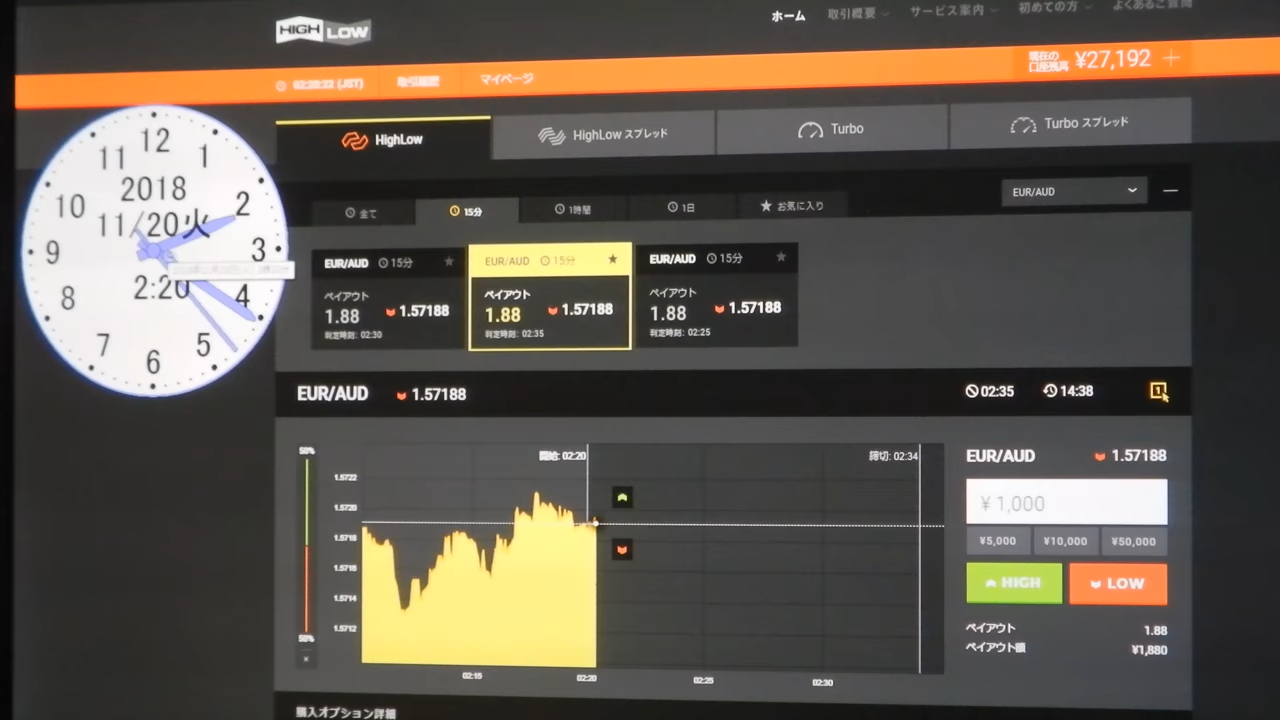 HIGH LOW
ホーム 取引概要 サービス案内 初めての方 よくあるご質問
02:20:22 (JST) 取引履歴 マイページ 現在の口座残高 ¥27,192 +
HighLow HighLow スプレッド Turbo Turbo スプレッド
12 1 2 3 4 5 6 7 8 9 10 11
2018
11/20火
2:20
全て 15分 1時間 1日 お気に入り EUR/AUD
EUR/AUD 15分
ペイアウト
1.88 1.57188
判定時刻: 02:30
EUR/AUD 15分
ペイアウト
1.88 1.57188
判定時刻: 02:35
EUR/AUD 15分
ペイアウト
1.88 1.57188
判定時刻: 02:25
EUR/AUD 1.57188 02:35 14:38 1
50%
50%
開始: 02:20 締切: 02:34
1.5722
1.5720
1.5718
1.5716
1.5714
1.5712
02:15 02:20 02:25 02:30
EUR/AUD 1.57188
¥ 1,000
¥5,000 ¥10,000 ¥50,000
HIGH LOW
ペイアウト 1.88
ペイアウト額 ¥1,880
購入オプション詳細